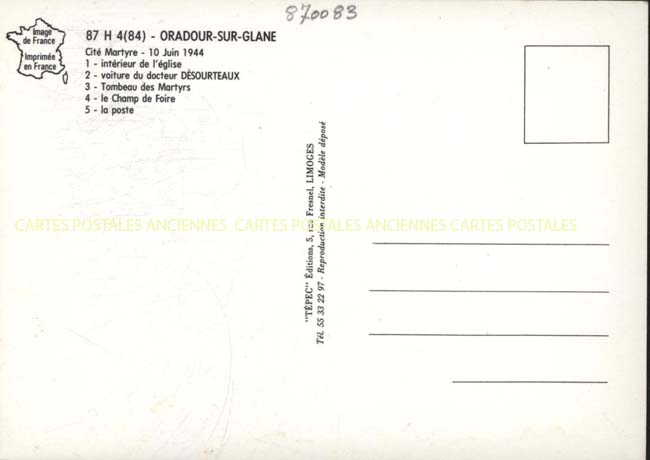 870083
Image
de France
Imprimée
en France
87 H 4(84) - ORADOUR-SUR-GLANE
Cité Martyre - 10 Juin 1944
1 - intérieur de l'église
2 - voiture du docteur DÉSOURTEAUX
3 - Tombeau des Martyrs
4 - le Champ de Foire
5 - la poste
"TÉPEC" Éditions, 5, rue Fresnel, LIMOGES
Tél. 55 33 22 97 - Reproduction interdite - Modèle déposé
CARTES POSTALES ANCIENNES CARTES POSTALES ANCIENNES CARTES POSTALES